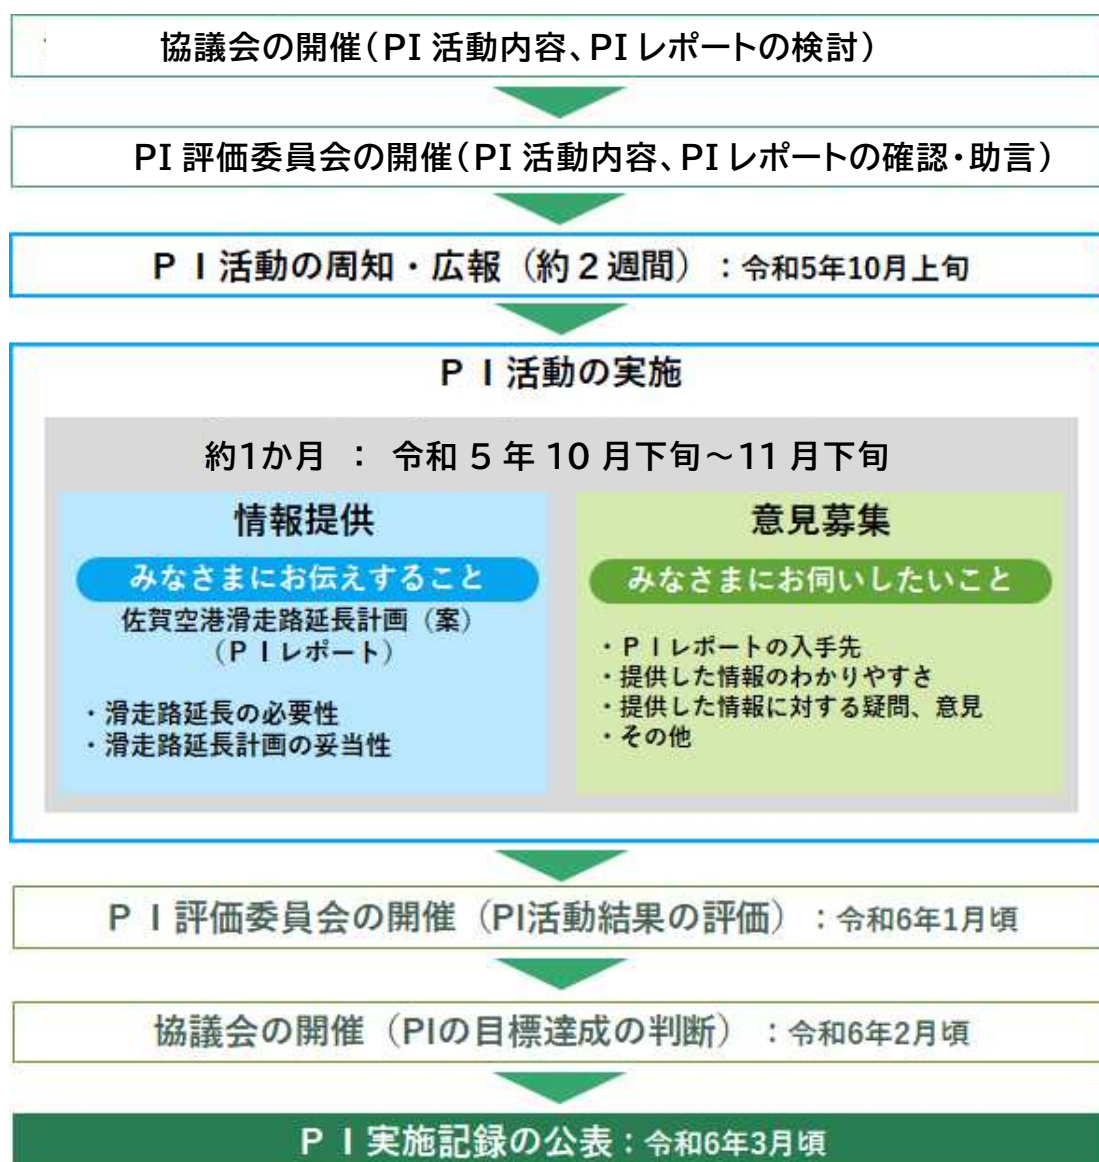 協議会の開催(PI 活動内容、PI レポートの検討)
PI 評価委員会の開催(PI 活動内容、PI レポートの確認・助言)
ＰＩ活動の周知・広報（約２週間）：令和5年10月上旬
ＰＩ活動の実施
約1か月 ： 令和 5 年 10 月下旬～11 月下旬
情報提供
みなさまにお伝えすること
佐賀空港滑走路延長計画（案）
（ＰＩレポート）
・滑走路延長の必要性
・滑走路延長計画の妥当性
意見募集
みなさまにお伺いしたいこと
・ＰＩレポートの入手先
・提供した情報のわかりやすさ
・提供した情報に対する疑問、意見
・その他
ＰＩ評価委員会の開催（PI活動結果の評価）：令和6年1月頃
協議会の開催（PIの目標達成の判断）：令和6年2月頃
ＰＩ実施記録の公表：令和6年3月頃